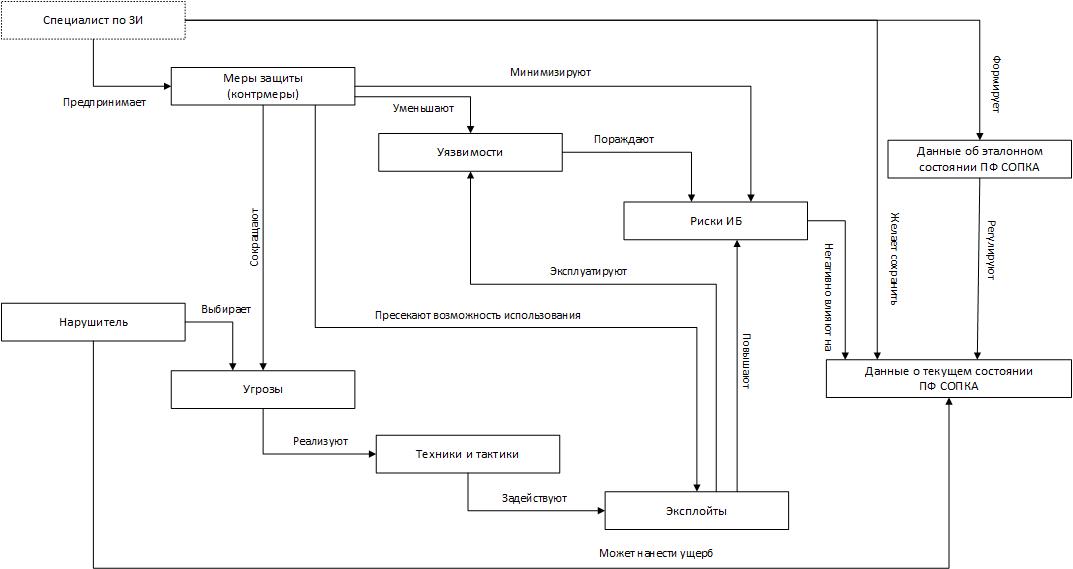 Специалист по ЗИ
Предпринимает
Меры защиты
(контрмеры)
Минимизируют
Уменьшают
Формирует
Уязвимости
Пораждают
Данные об эталонном
состоянии ПФ СОПКА
Риски ИБ
Сокращают
Желает сохранить
Регулируют
Негативно влияют на
Эксплуатируют
Нарушитель
Выбирает
Пресекают возможность использования
Повышают
Угрозы
Данные о текущем состоянии
ПФ СОПКА
Реализуют
Техники и тактики
Задействуют
Эксплойты
Может нанести ущерб